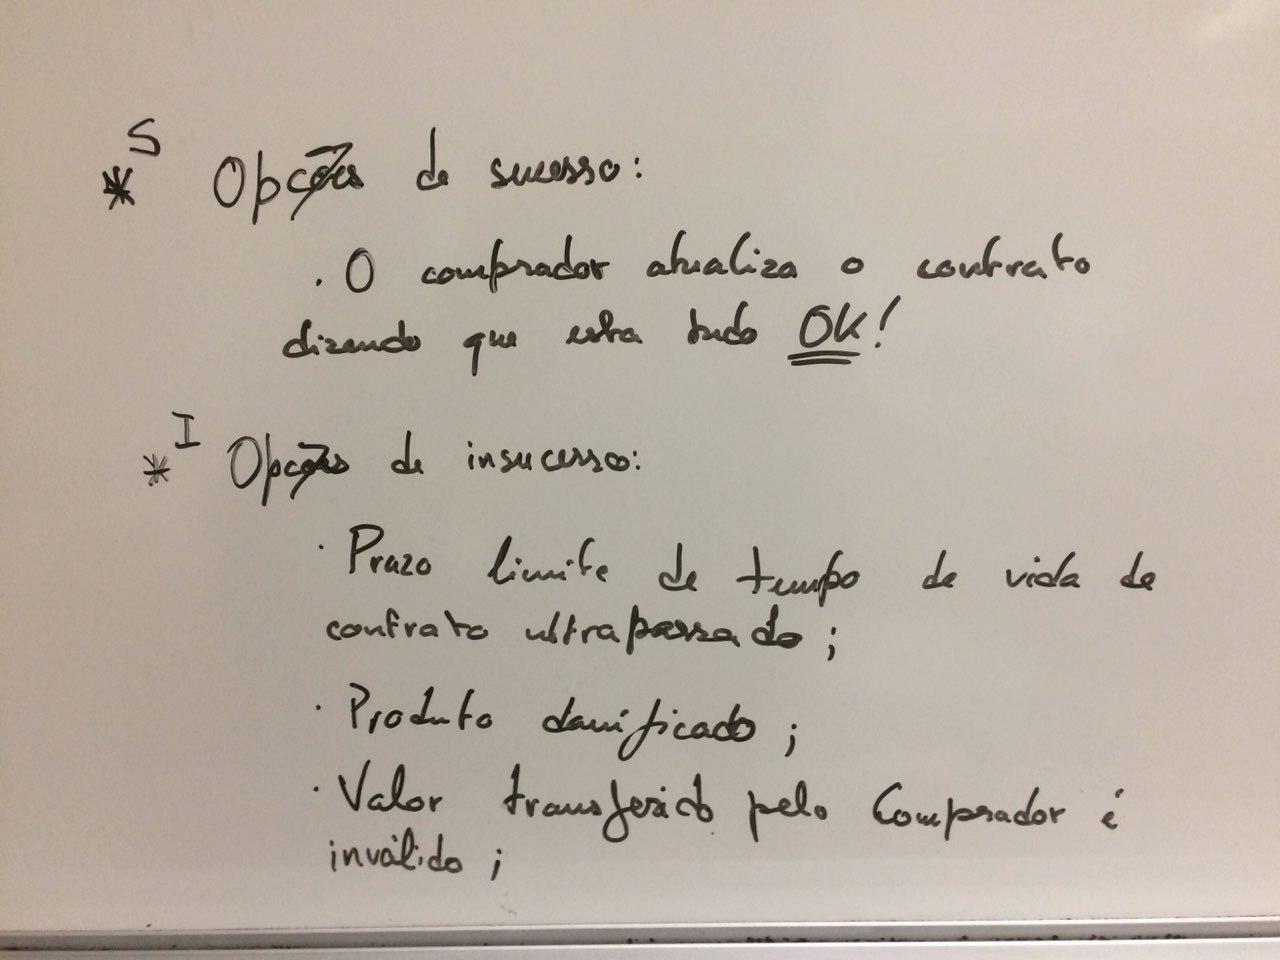 *S Opções de sucesso:
. O comprador atualiza o contrato
dizendo que esta tudo OK!
*I Opções de insucesso:
· Prazo limite de tempo de vida de
contrato ultrapassado;
· Produto danificado;
· Valor transferido pelo Comprador é
inválido;